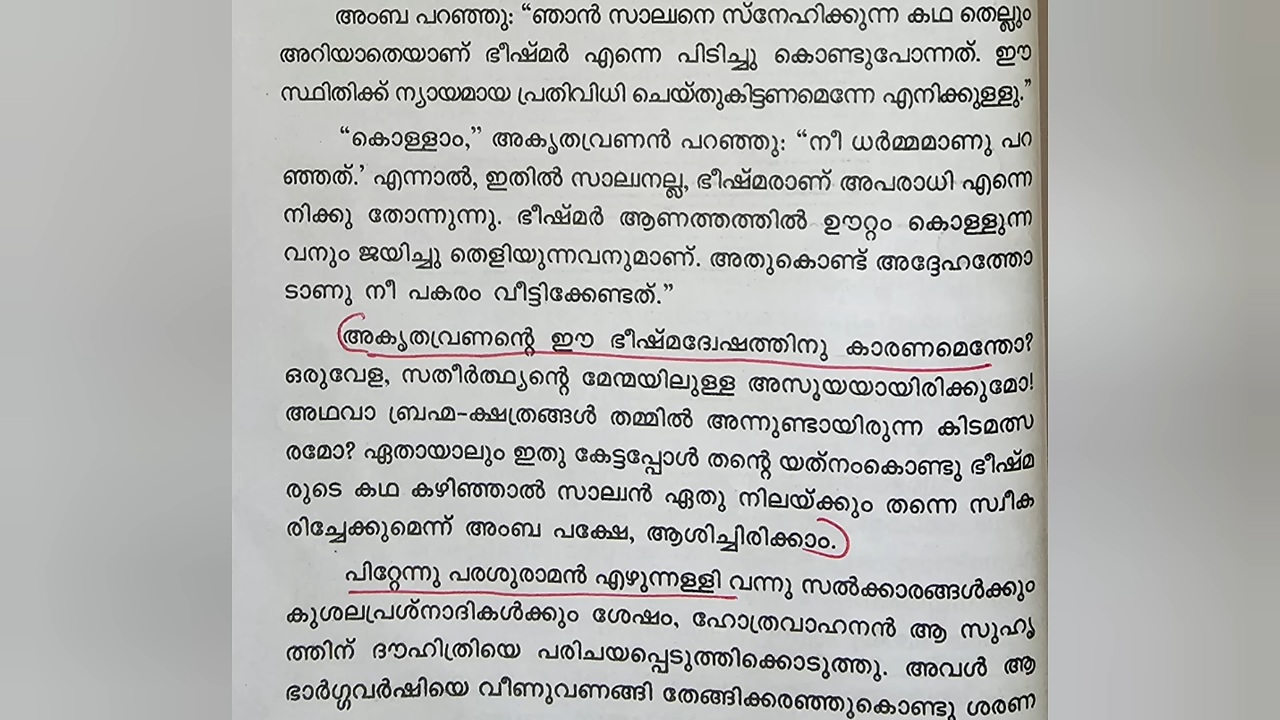 അംബ പറഞ്ഞു: “ഞാൻ സാല്വനെ സ്നേഹിക്കുന്ന കഥ തെല്ലും
അറിയാതെയാണ് ഭീഷ്മർ എന്നെ പിടിച്ചു കൊണ്ടുപോന്നത്. ഈ
സ്ഥിതിക്ക് ന്യായമായ പ്രതിവിധി ചെയ്തുകിട്ടണമെന്നേ എനിക്കുള്ളു.”
“കൊള്ളാം,” അകൃതവ്രണൻ പറഞ്ഞു: “നീ ധർമ്മമാണു പറ
ഞ്ഞത്.’ എന്നാൽ, ഇതിൽ സാല്വനല്ല, ഭീഷ്മരാണ് അപരാധി എന്നെ
നിക്കു തോന്നുന്നു. ഭീഷ്മർ ആണത്തത്തിൽ ഊറ്റം കൊള്ളുന്ന
വനും ജയിച്ചു തെളിയുന്നവനുമാണ്. അതുകൊണ്ട് അദ്ദേഹത്തോ
ടാണു നീ പകരം വീട്ടിക്കേണ്ടത്.”
അകൃതവ്രണന്റെ ഈ ഭീഷ്മദ്വേഷത്തിനു കാരണമെന്തോ?
ഒരുവേള, സതീർത്ഥ്യന്റെ മേന്മയിലുള്ള അസൂയയായിരിക്കുമോ!
അഥവാ ബ്രഹ്മ-ക്ഷത്രങ്ങൾ തമ്മിൽ അന്നുണ്ടായിരുന്ന കിടമത്സ
രമോ? ഏതായാലും ഇതു കേട്ടപ്പോൾ തന്റെ യത്നംകൊണ്ടു ഭീഷ്മ
രുടെ കഥ കഴിഞ്ഞാൽ സാല്വൻ ഏതു നിലയ്ക്കും തന്നെ സ്വീക
രിച്ചേക്കുമെന്ന് അംബ പക്ഷേ, ആശിച്ചിരിക്കാം.
പിറ്റേന്നു പരശുരാമൻ എഴുന്നള്ളി വന്നു സൽക്കാരങ്ങൾക്കും
കുശലപ്രശ്നാദികൾക്കും ശേഷം, ഹോത്രവാഹനൻ ആ സുഹൃ
ത്തിന് ദൗഹിത്രിയെ പരിചയപ്പെടുത്തിക്കൊടുത്തു. അവൾ ആ
ഭാർഗ്ഗവർഷിയെ വീണുവണങ്ങി തേങ്ങിക്കരഞ്ഞുകൊണ്ടു ശരണ